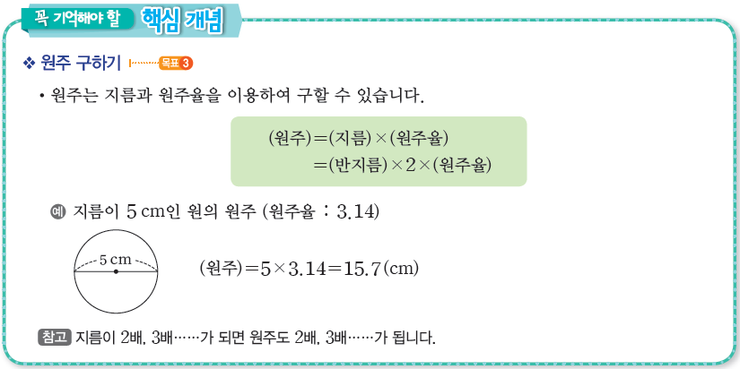 꼭 기억해야 할 핵심 개념
❖ 원주 구하기 목표 3
• 원주는 지름과 원주율을 이용하여 구할 수 있습니다.
(원주)=(지름)×(원주율)
=(반지름)×2×(원주율)
예 지름이 5 cm인 원의 원주 (원주율 : 3.14)
5 cm
(원주)=5×3.14=15.7(cm)
참고 지름이 2배, 3배……가 되면 원주도 2배, 3배……가 됩니다.